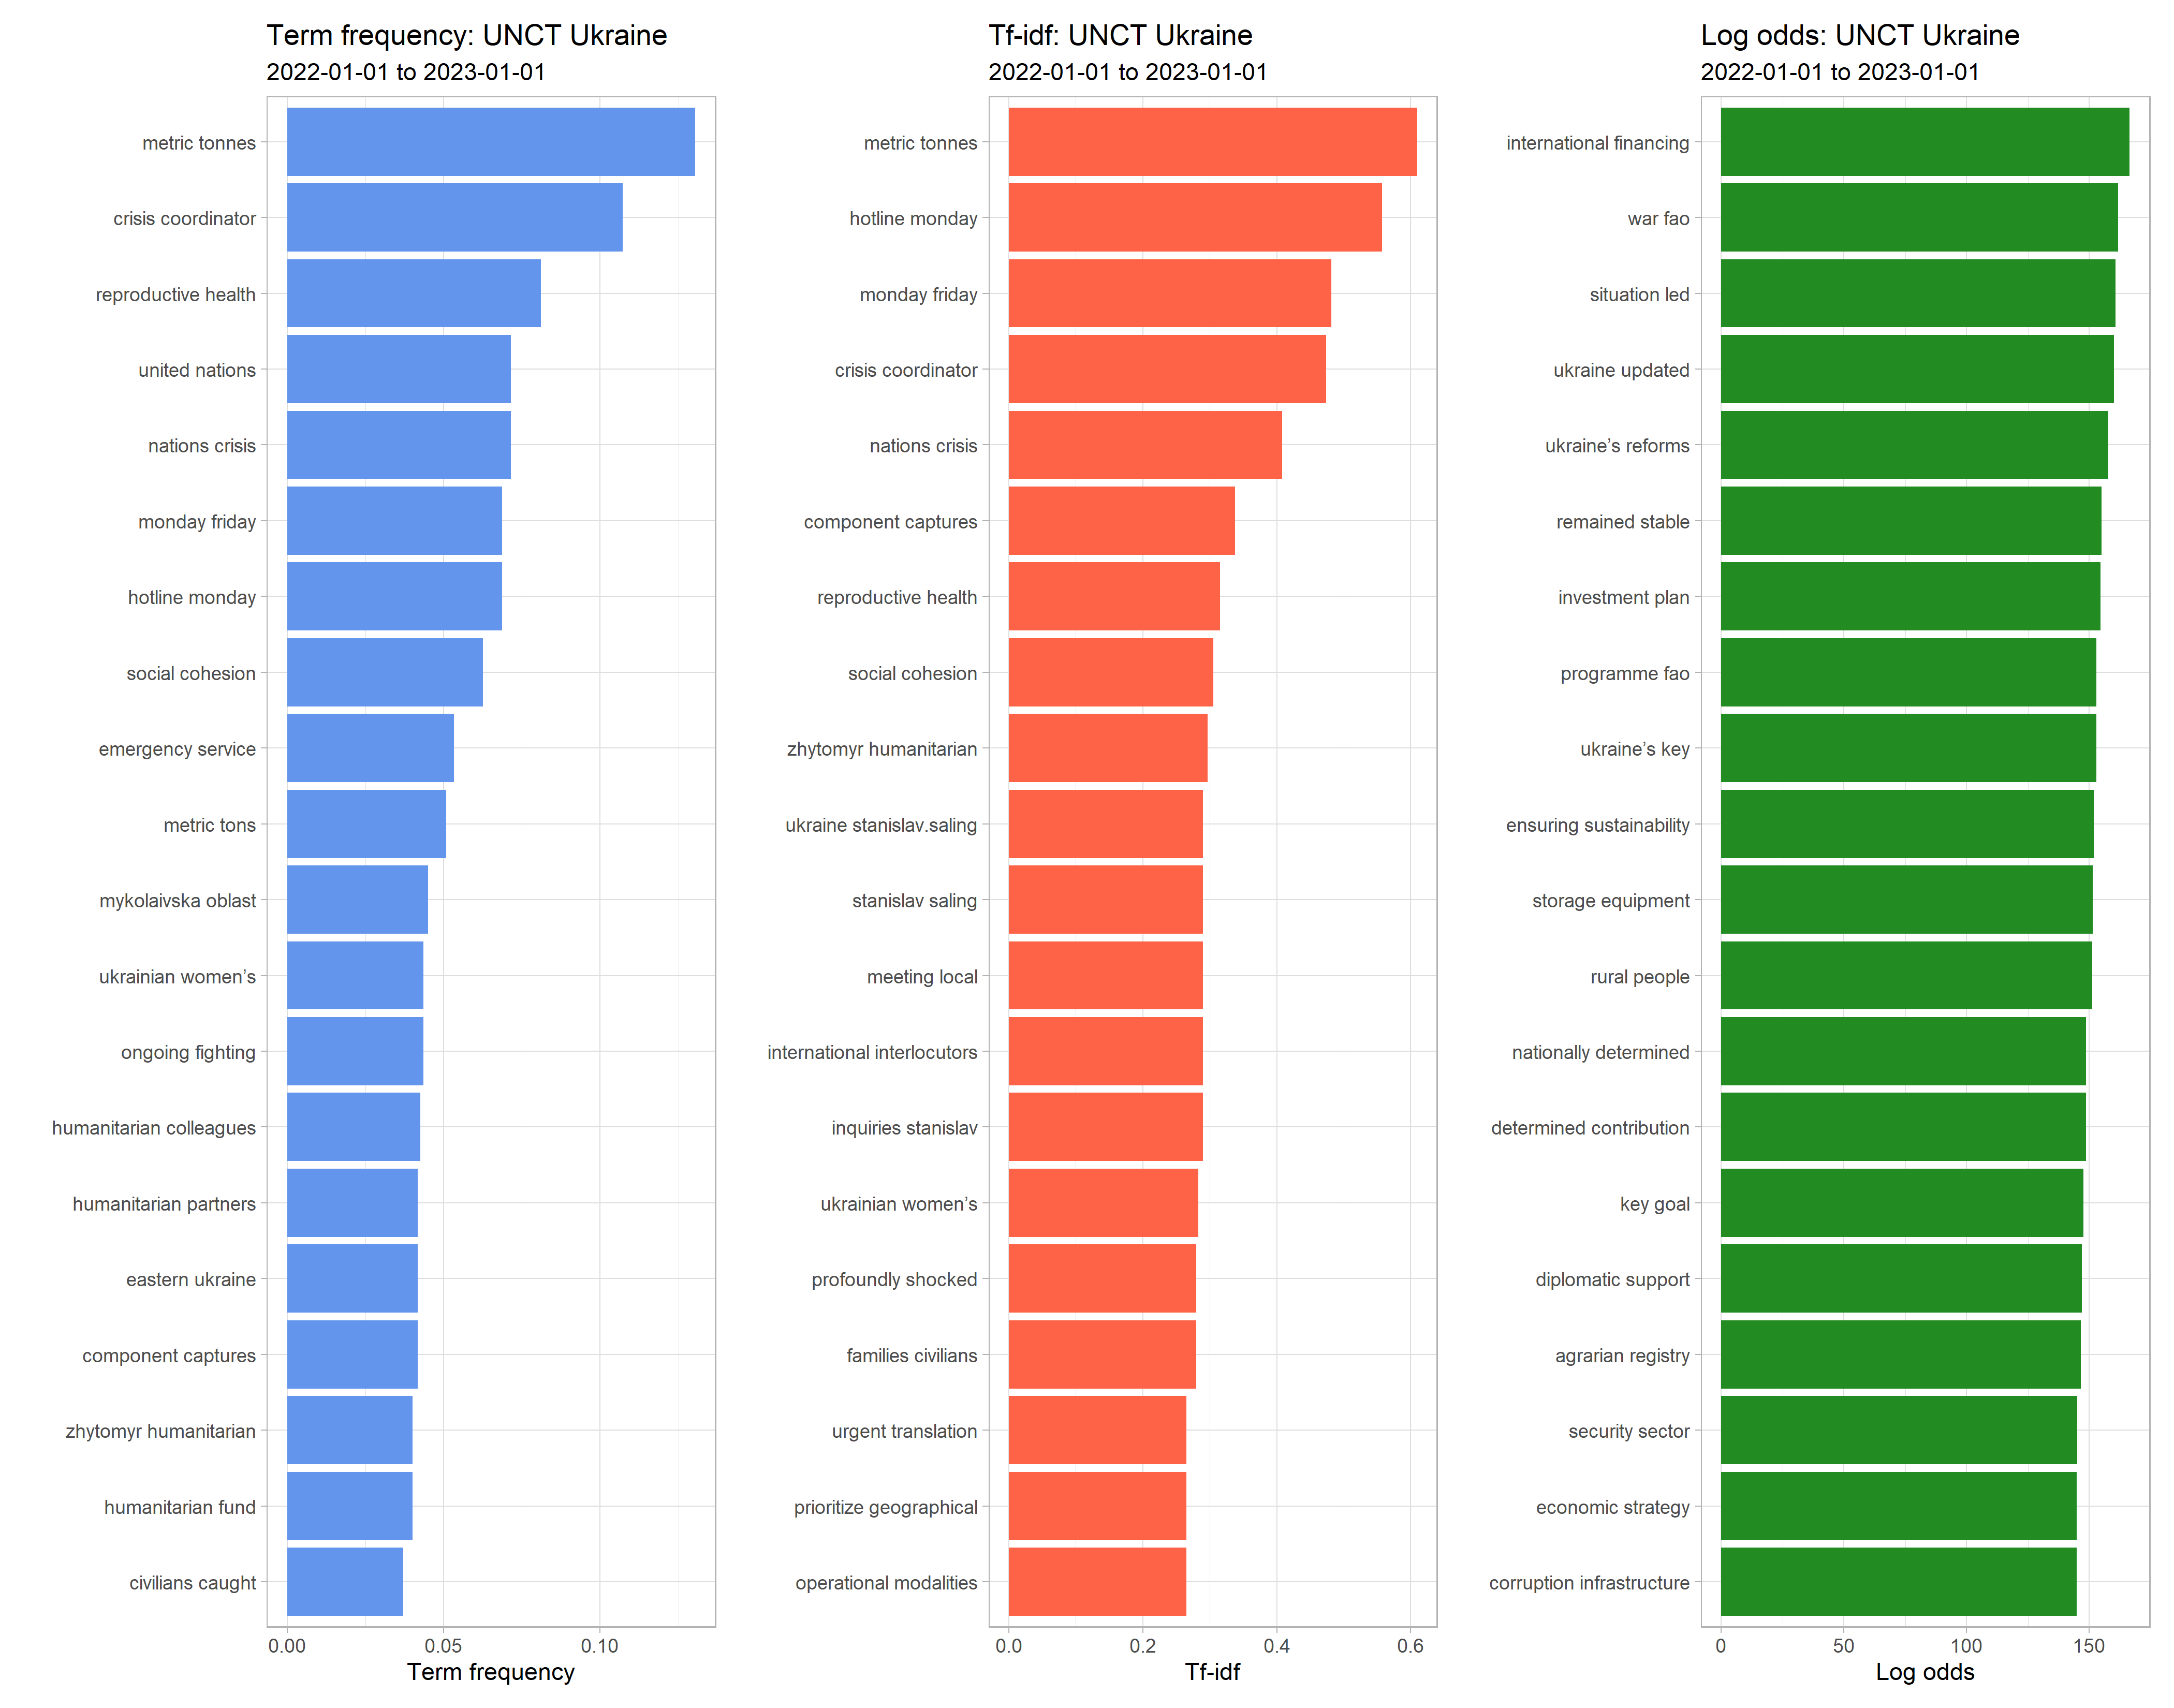 Term frequency: UNCT Ukraine
2022-01-01 to 2023-01-01
metric tonnes
crisis coordinator
reproductive health
united nations
nations crisis
monday friday
hotline monday
social cohesion
emergency service
metric tons
mykolaivska oblast
ukrainian women’s
ongoing fighting
humanitarian colleagues
humanitarian partners
eastern ukraine
component captures
zhytomyr humanitarian
humanitarian fund
civilians caught
0.00 0.05 0.10
Term frequency
Tf-idf: UNCT Ukraine
2022-01-01 to 2023-01-01
metric tonnes
hotline monday
monday friday
crisis coordinator
nations crisis
component captures
reproductive health
social cohesion
zhytomyr humanitarian
ukraine stanislav.saling
stanislav saling
meeting local
international interlocutors
inquiries stanislav
ukrainian women’s
profoundly shocked
families civilians
urgent translation
prioritize geographical
operational modalities
0.0 0.2 0.4 0.6
Tf-idf
Log odds: UNCT Ukraine
2022-01-01 to 2023-01-01
international financing
war fao
situation led
ukraine updated
ukraine’s reforms
remained stable
investment plan
programme fao
ukraine’s key
ensuring sustainability
storage equipment
rural people
nationally determined
determined contribution
key goal
diplomatic support
agrarian registry
security sector
economic strategy
corruption infrastructure
0 50 100 150
Log odds